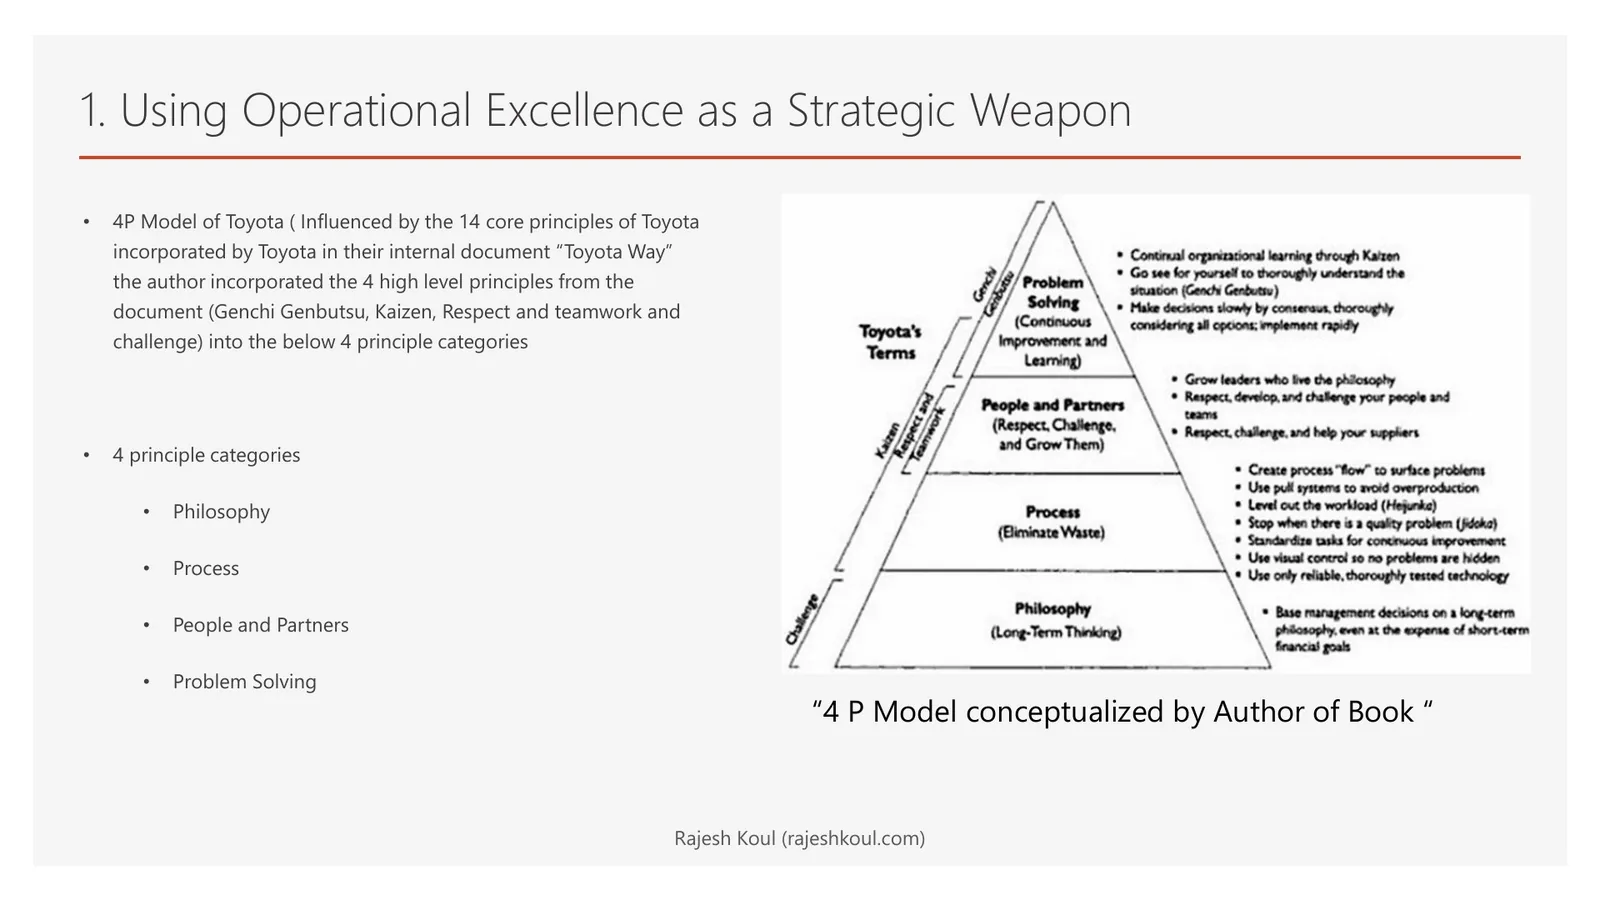 1. Using Operational Excellence as a Strategic Weapon
• 4P Model of Toyota ( Influenced by the 14 core principles of Toyota
incorporated by Toyota in their internal document “Toyota Way”
the author incorporated the 4 high level principles from the
document (Genchi Genbutsu, Kaizen, Respect and teamwork and
challenge) into the below 4 principle categories
• 4 principle categories
• Philosophy
• Process
• People and Partners
• Problem Solving
Toyota's
Terms
Genchi
Genbutsu
Kaizen
Respect and
Teamwork
Challenge
Problem
Solving
(Continuous
Improvement and
Learning)
• Continual organizational learning through Kaizen
• Go see for yourself to thoroughly understand the
situation (Genchi Genbutsu)
• Make decisions slowly by consensus, thoroughly
considering all options; implement rapidly
People and Partners
(Respect, Challenge,
and Grow Them)
• Grow leaders who live the philosophy
• Respect, develop, and challenge your people and
teams
• Respect, challenge, and help your suppliers
Process
(Eliminate Waste)
• Create process "flow" to surface problems
• Use pull systems to avoid overproduction
• Level out the workload (Heijunka)
• Stop when there is a quality problem (Jidoka)
• Standardize tasks for continuous improvement
• Use visual control so no problems are hidden
• Use only reliable, thoroughly tested technology
Philosophy
(Long-Term Thinking)
• Base management decisions on a long-term
philosophy, even at the expense of short-term
financial goals
“4 P Model conceptualized by Author of Book “
Rajesh Koul (rajeshkoul.com)